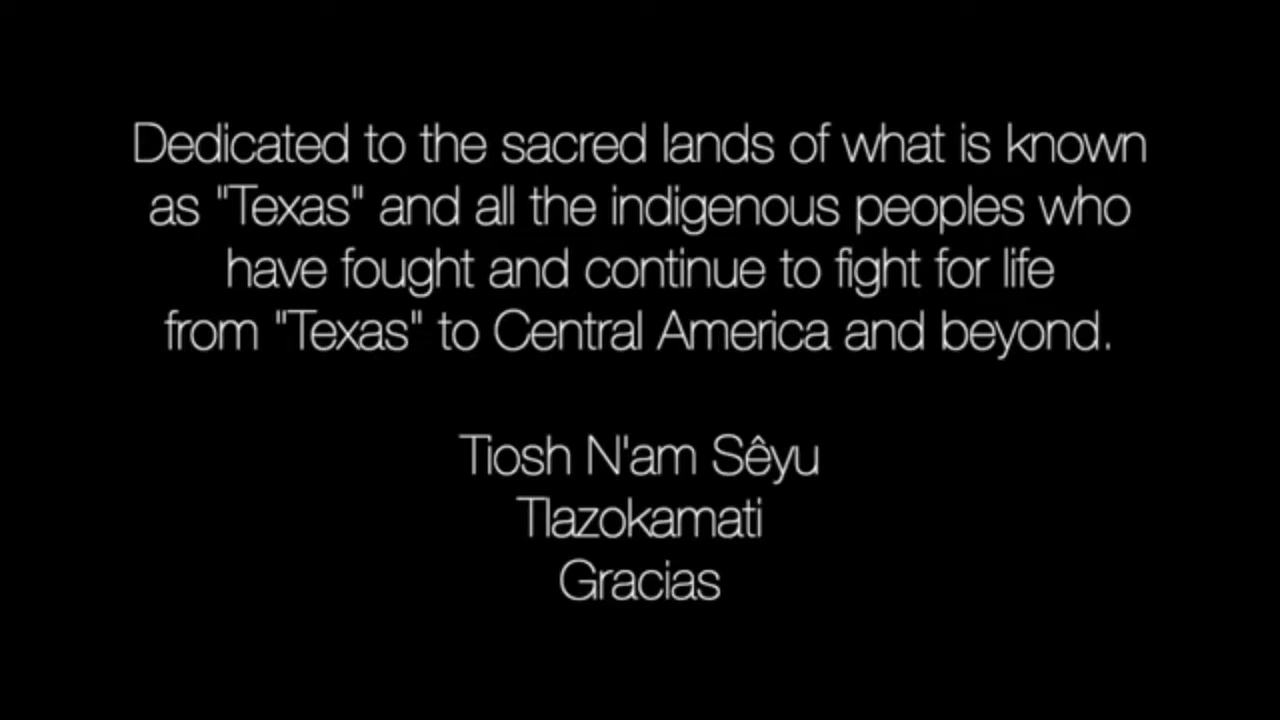 Dedicated to the sacred lands of what is known
as "Texas" and all the indigenous peoples who
have fought and continue to fight for life
from "Texas" to Central America and beyond.
Tiosh N'am Sêyu
Tlazokamati
Gracias